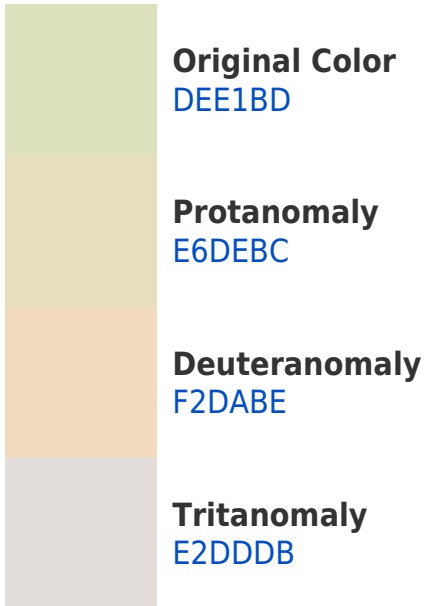 Original Color
DEE1BD
Protanomaly
E6DEBC
Deuteranomaly
F2DABE
Tritanomaly
E2DDDB